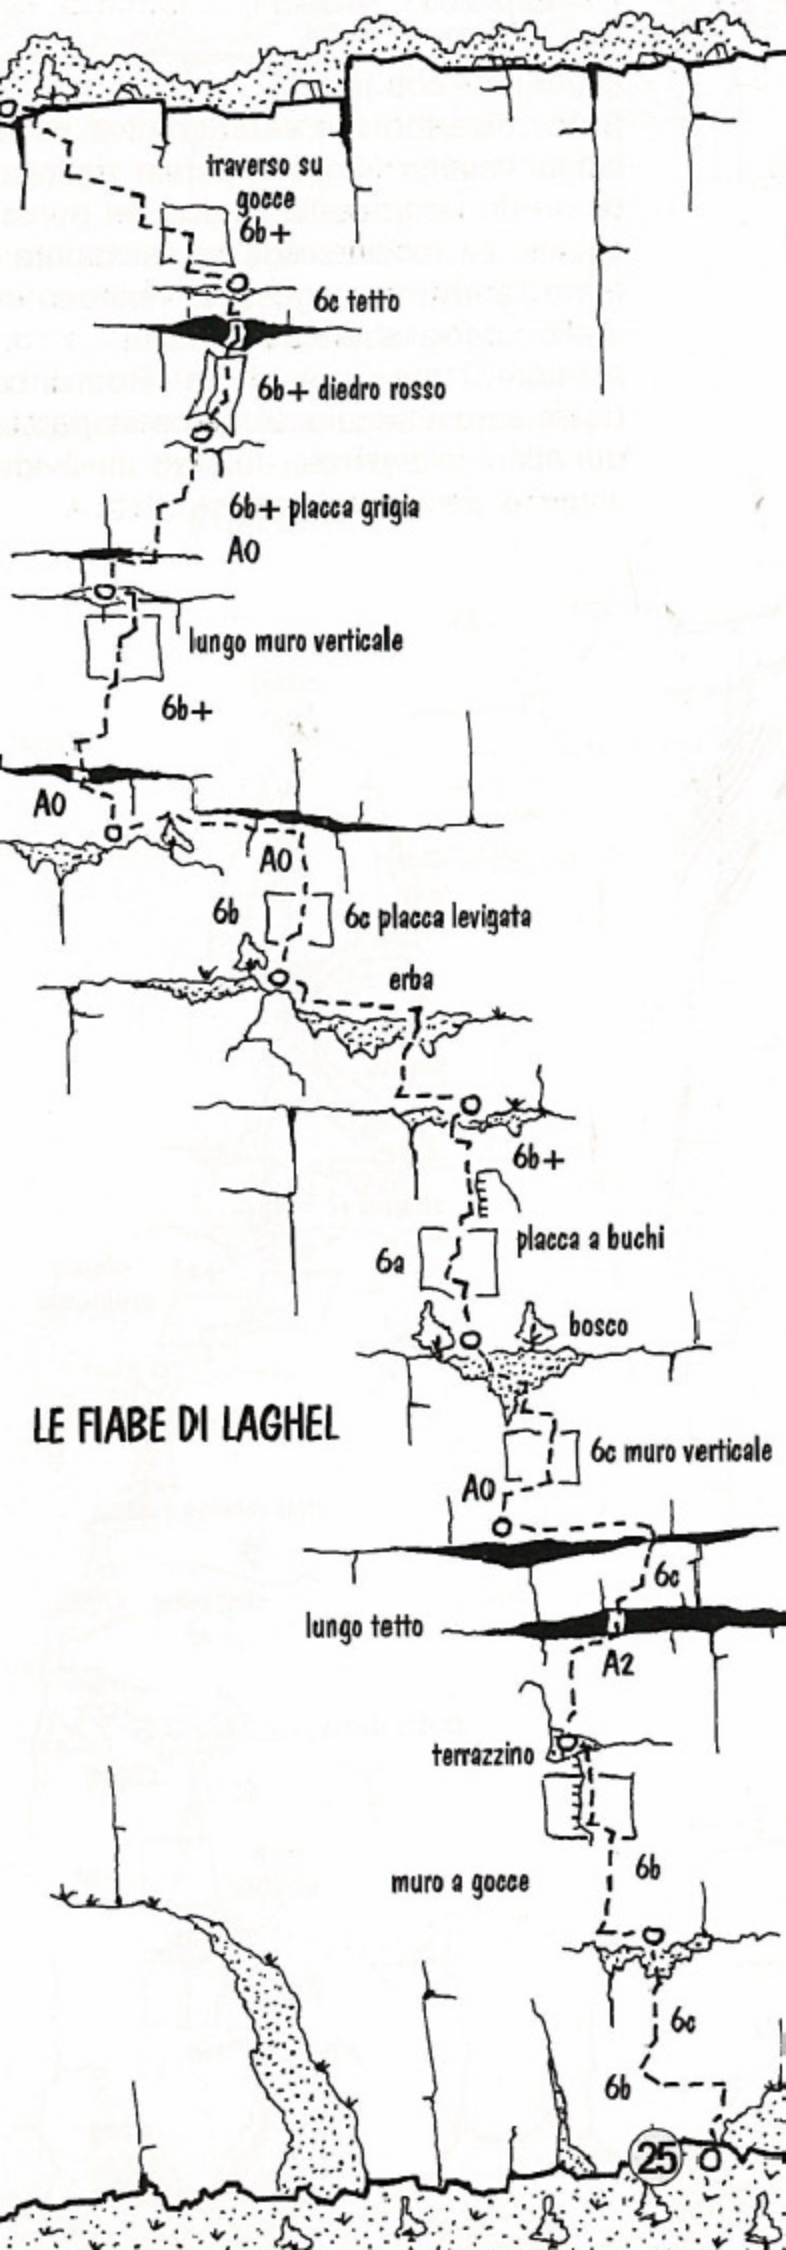 traverso su
gocce
6b+
6c tetto
6b+ diedro rosso
6b+ placca grigia
A0
lungo muro verticale
6b+
A0
A0
6b
6c placca levigata
erba
6b+
placca a buchi
6a
bosco
LE FIABE DI LAGHEL
6c muro verticale
A0
6c
lungo tetto
A2
terrazzino
6b
muro a gocce
6c
6b
25